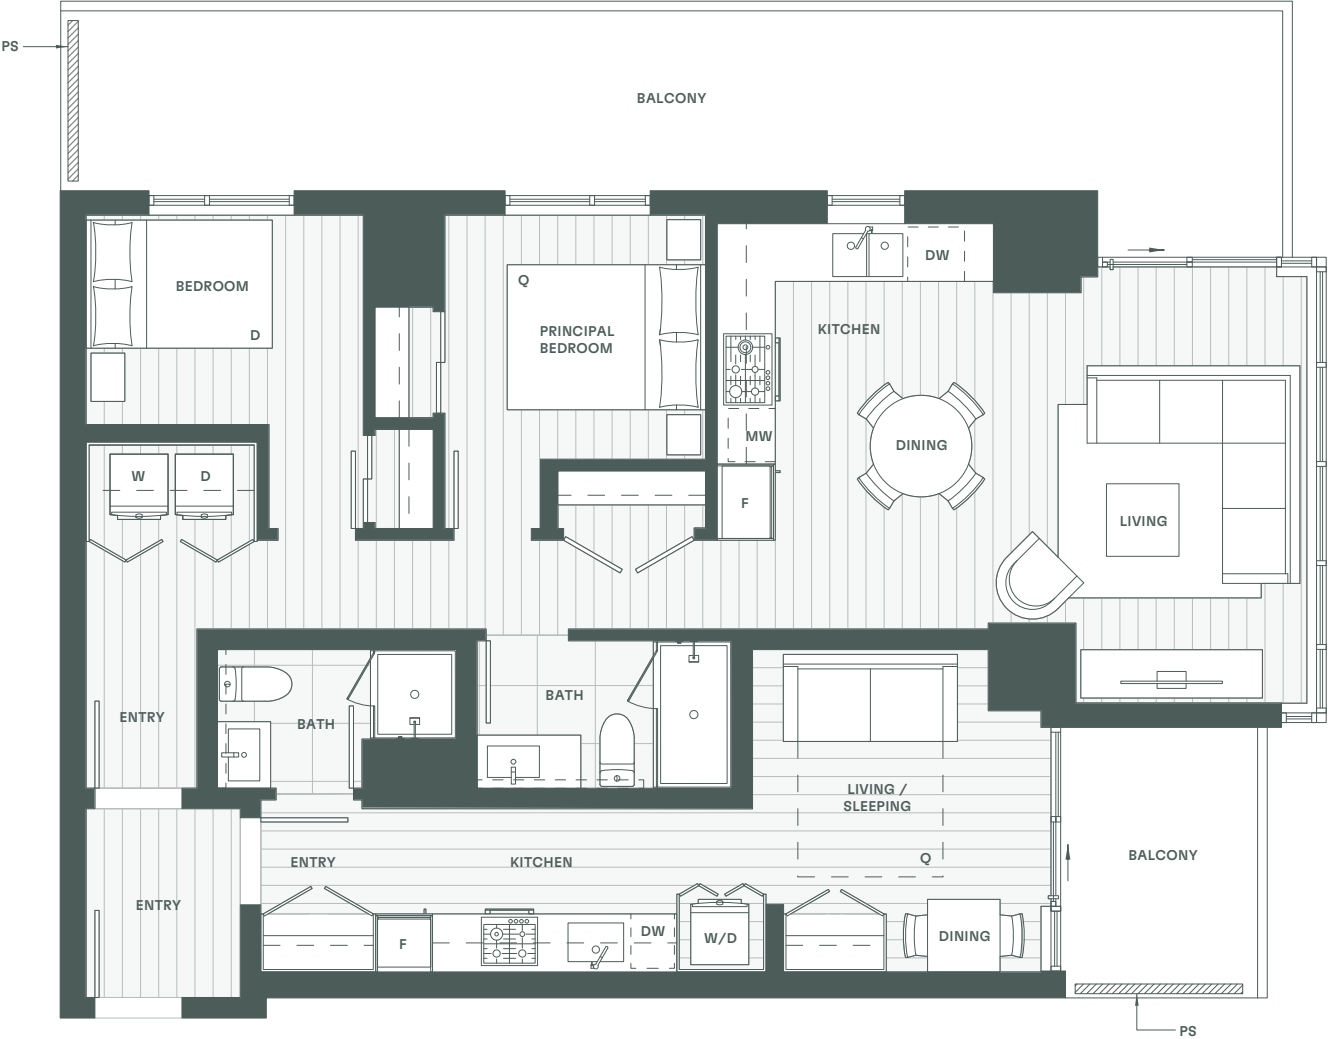 PS
BALCONY
DW
Q
BEDROOM
D
PRINCIPAL
BEDROOM
KITCHEN
MW
DINING
W
D
F
LIVING
BATH
ENTRY
BATH
LIVING /
SLEEPING
BALCONY
ENTRY
KITCHEN
Q
ENTRY
F
DW
W/D
DINING
PS